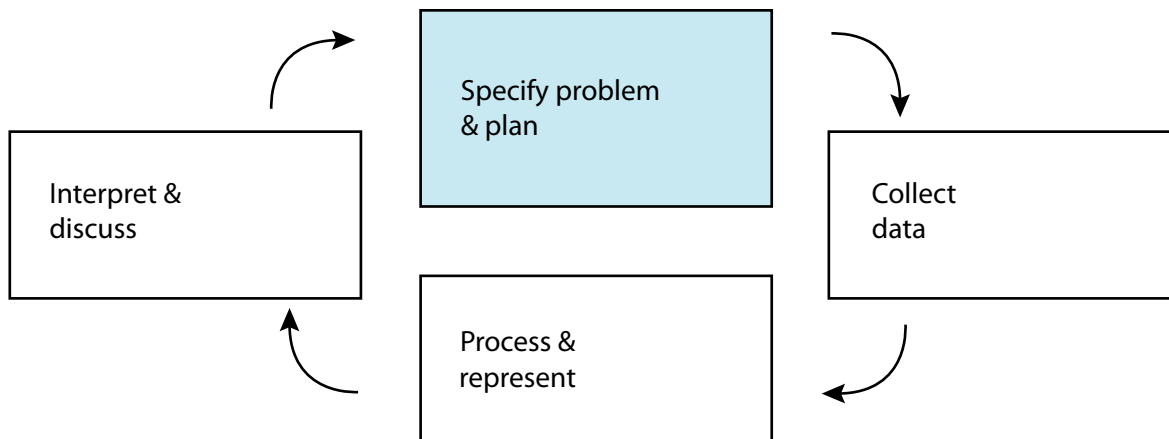 Specify problem
& plan
Interpret &
discuss
Collect
data
Process &
represent